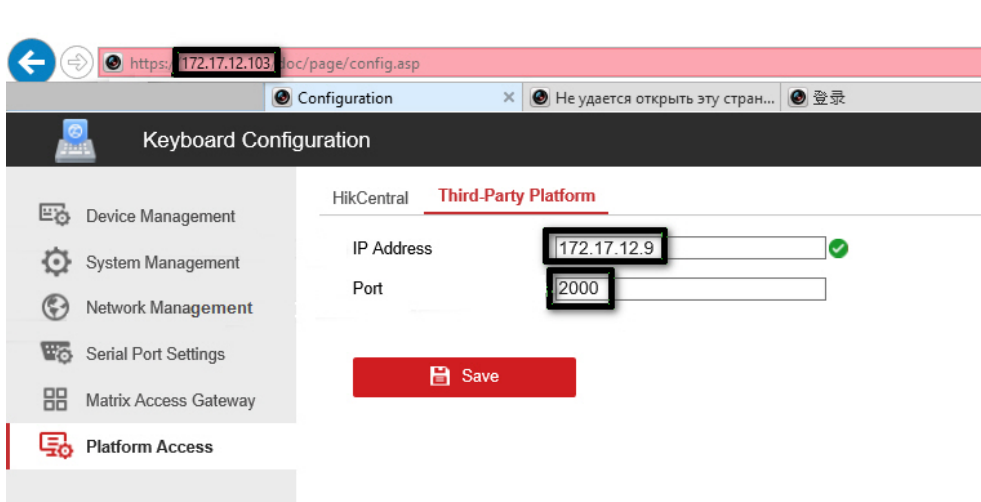 https://172.17.12.103/doc/page/config.asp
Configuration
Не удается открыть эту стран...
登录
Keyboard Configuration
HikCentral
Third-Party Platform
Device Management
IP Address
172.17.12.9
System Management
Port
2000
Network Management
Serial Port Settings
Save
Matrix Access Gateway
Platform Access